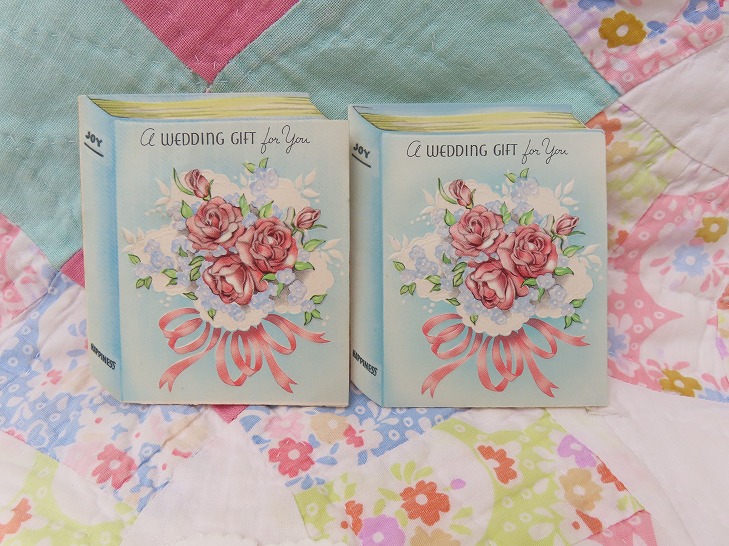 JOY
A WEDDING GIFT for You
HAPPINESS
JOY
A WEDDING GIFT for You
HAPPINESS